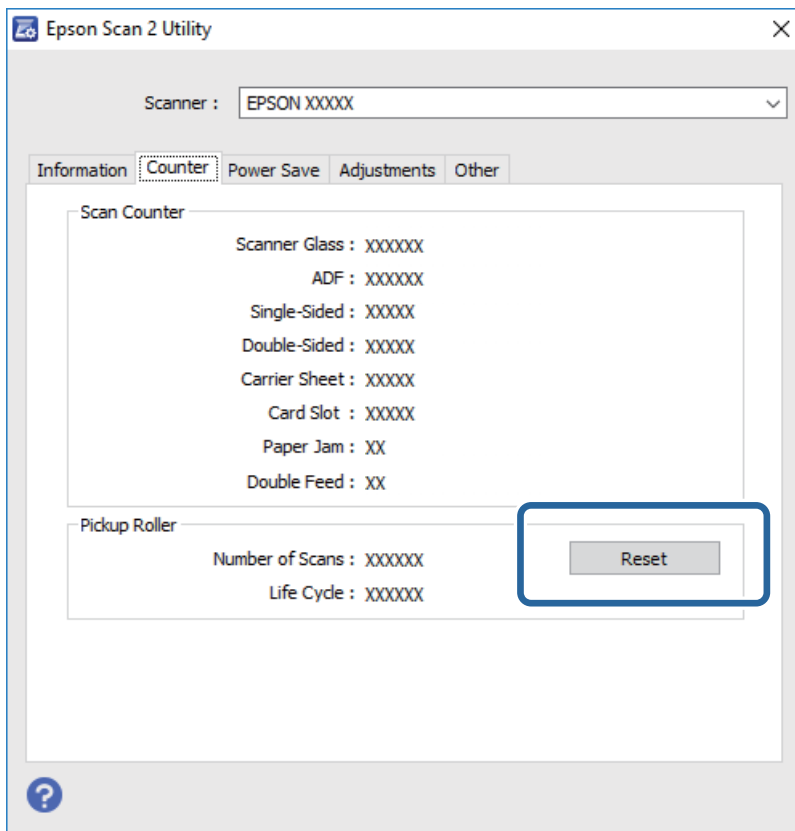 Epson Scan 2 Utility
Scanner : EPSON XXXXX
Information Counter Power Save Adjustments Other
Scan Counter
Scanner Glass : XXXXXX
ADF : XXXXXX
Single-Sided : XXXXX
Double-Sided : XXXXX
Carrier Sheet : XXXXX
Card Slot : XXXXX
Paper Jam : XX
Double Feed : XX
Pickup Roller
Number of Scans : XXXXXX Reset
Life Cycle : XXXXXX
?